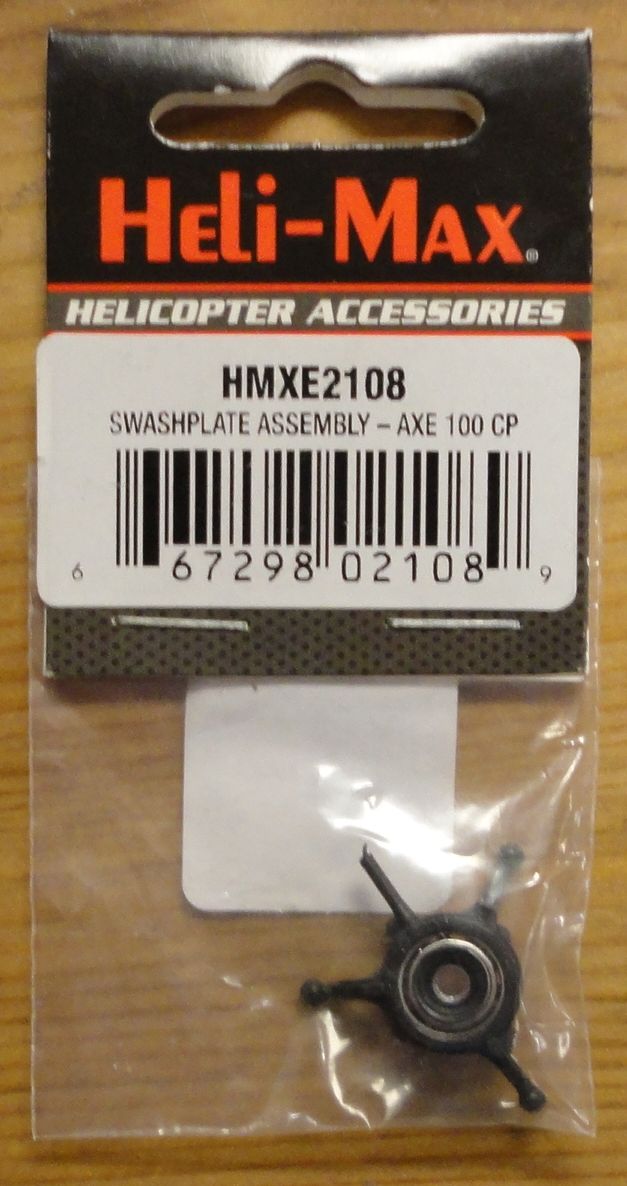 Heli-Max®
HELICOPTER ACCESSORIES
HMXE2108
SWASHPLATE ASSEMBLY – AXE 100 CP
6 67298 02108 9